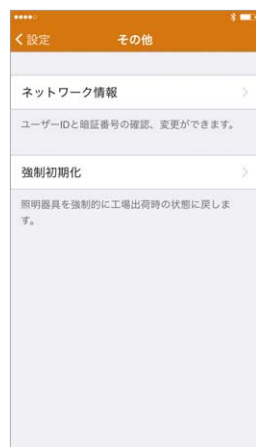 設定
その他
ネットワーク情報
ユーザーIDと暗証番号の確認、変更ができます。
強制初期化
照明器具を強制的に工場出荷時の状態に戻しま
す。